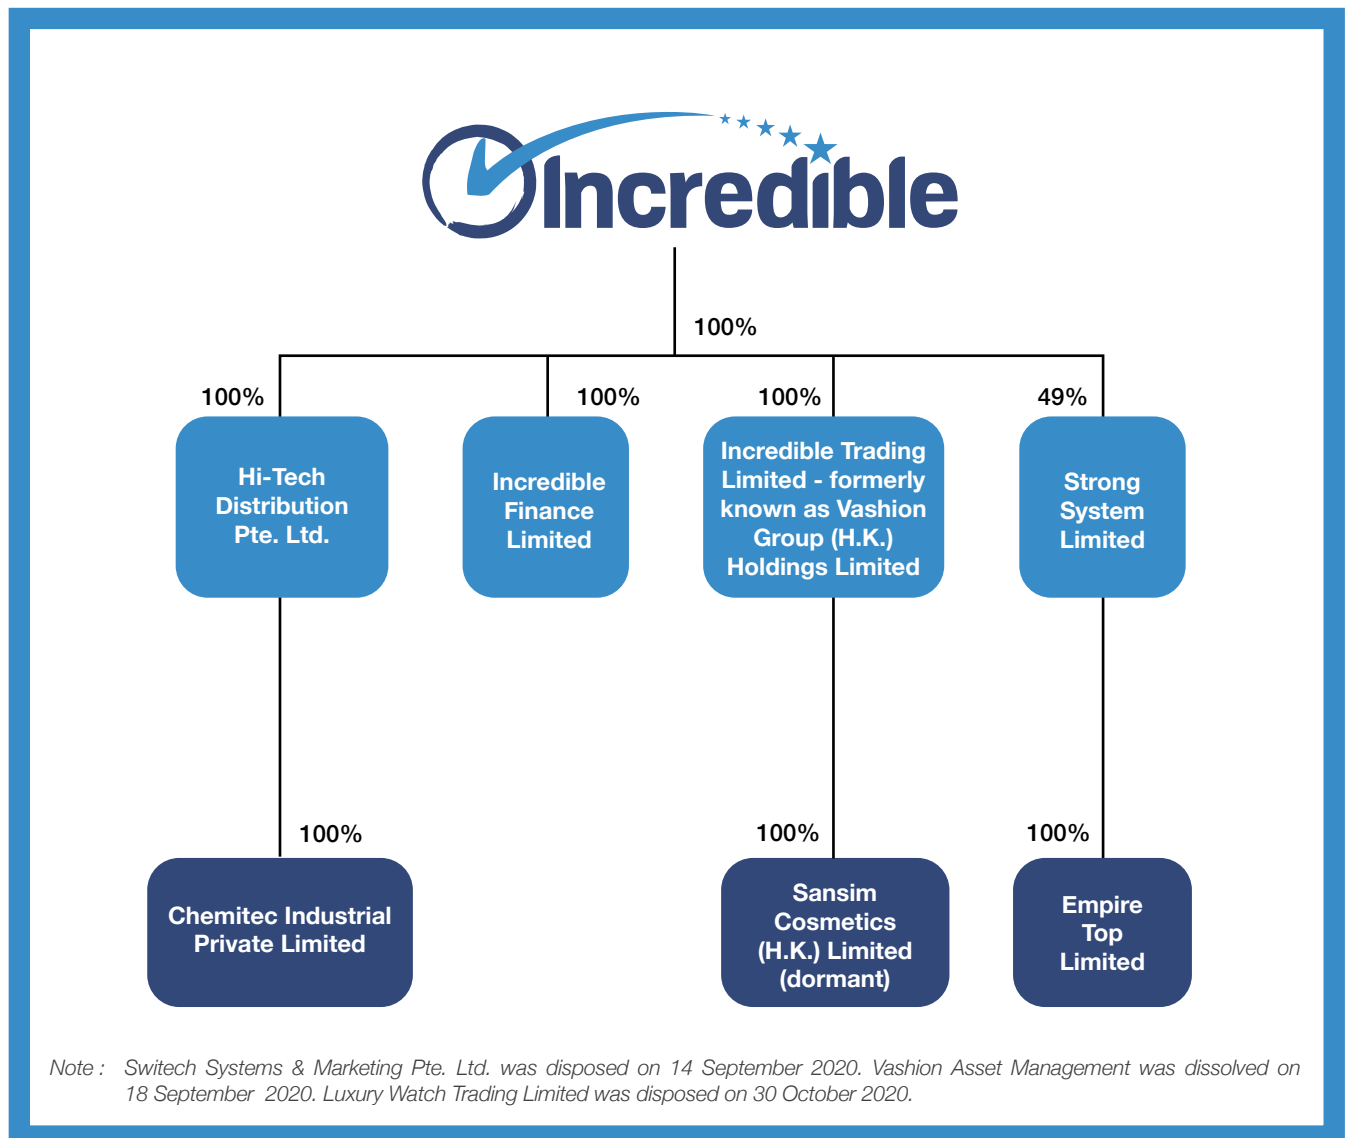 Incredible
100%
100%
100%
100%
49%
Hi-Tech
Distribution
Pte. Ltd.
Incredible
Finance
Limited
Incredible Trading
Limited - formerly
known as Vashion
Group (H.K.)
Holdings Limited
Strong
System
Limited
100%
100%
100%
Chemitec Industrial
Private Limited
Sansim
Cosmetics
(H.K.) Limited
(dormant)
Empire
Top
Limited
Note : Switech Systems & Marketing Pte. Ltd. was disposed on 14 September 2020. Vashion Asset Management was dissolved on
18 September 2020. Luxury Watch Trading Limited was disposed on 30 October 2020.